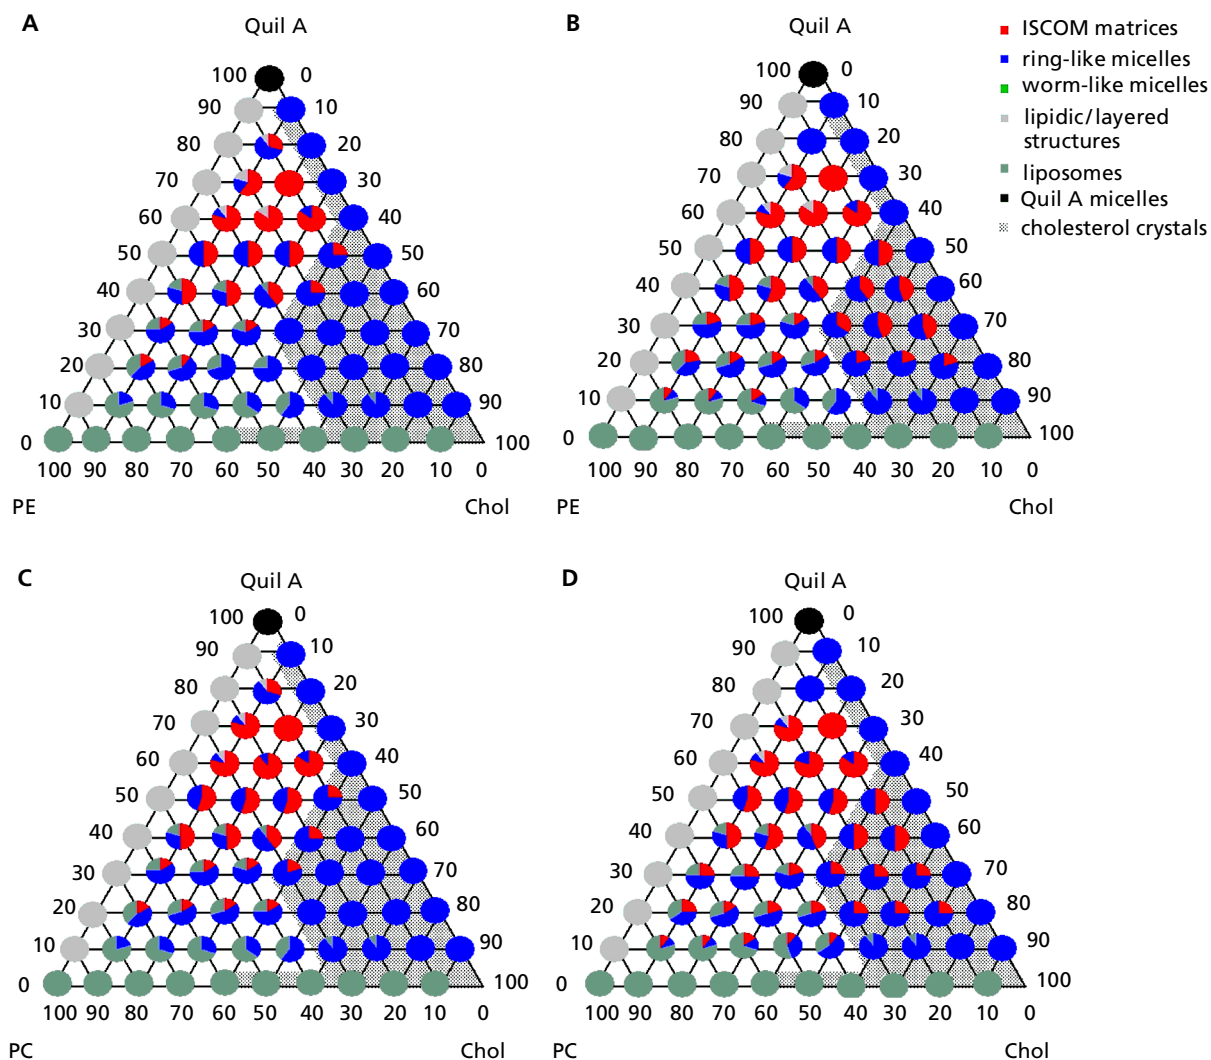 A
Quil A
100 0
90 10
80 20
70 30
60 40
50 50
40 60
30 70
20 80
10 90
0 100
100 90 80 70 60 50 40 30 20 10 0
PE Chol
B
Quil A
100 0
90 10
80 20
70 30
60 40
50 50
40 60
30 70
20 80
10 90
0 100
100 90 80 70 60 50 40 30 20 10 0
PE Chol
ISCOM matrices
ring-like micelles
worm-like micelles
lipidic/layered
structures
liposomes
Quil A micelles
cholesterol crystals
C
Quil A
100 0
90 10
80 20
70 30
60 40
50 50
40 60
30 70
20 80
10 90
0 100
100 90 80 70 60 50 40 30 20 10 0
PC Chol
D
Quil A
100 0
90 10
80 20
70 30
60 40
50 50
40 60
30 70
20 80
10 90
0 100
100 90 80 70 60 50 40 30 20 10 0
PC Chol